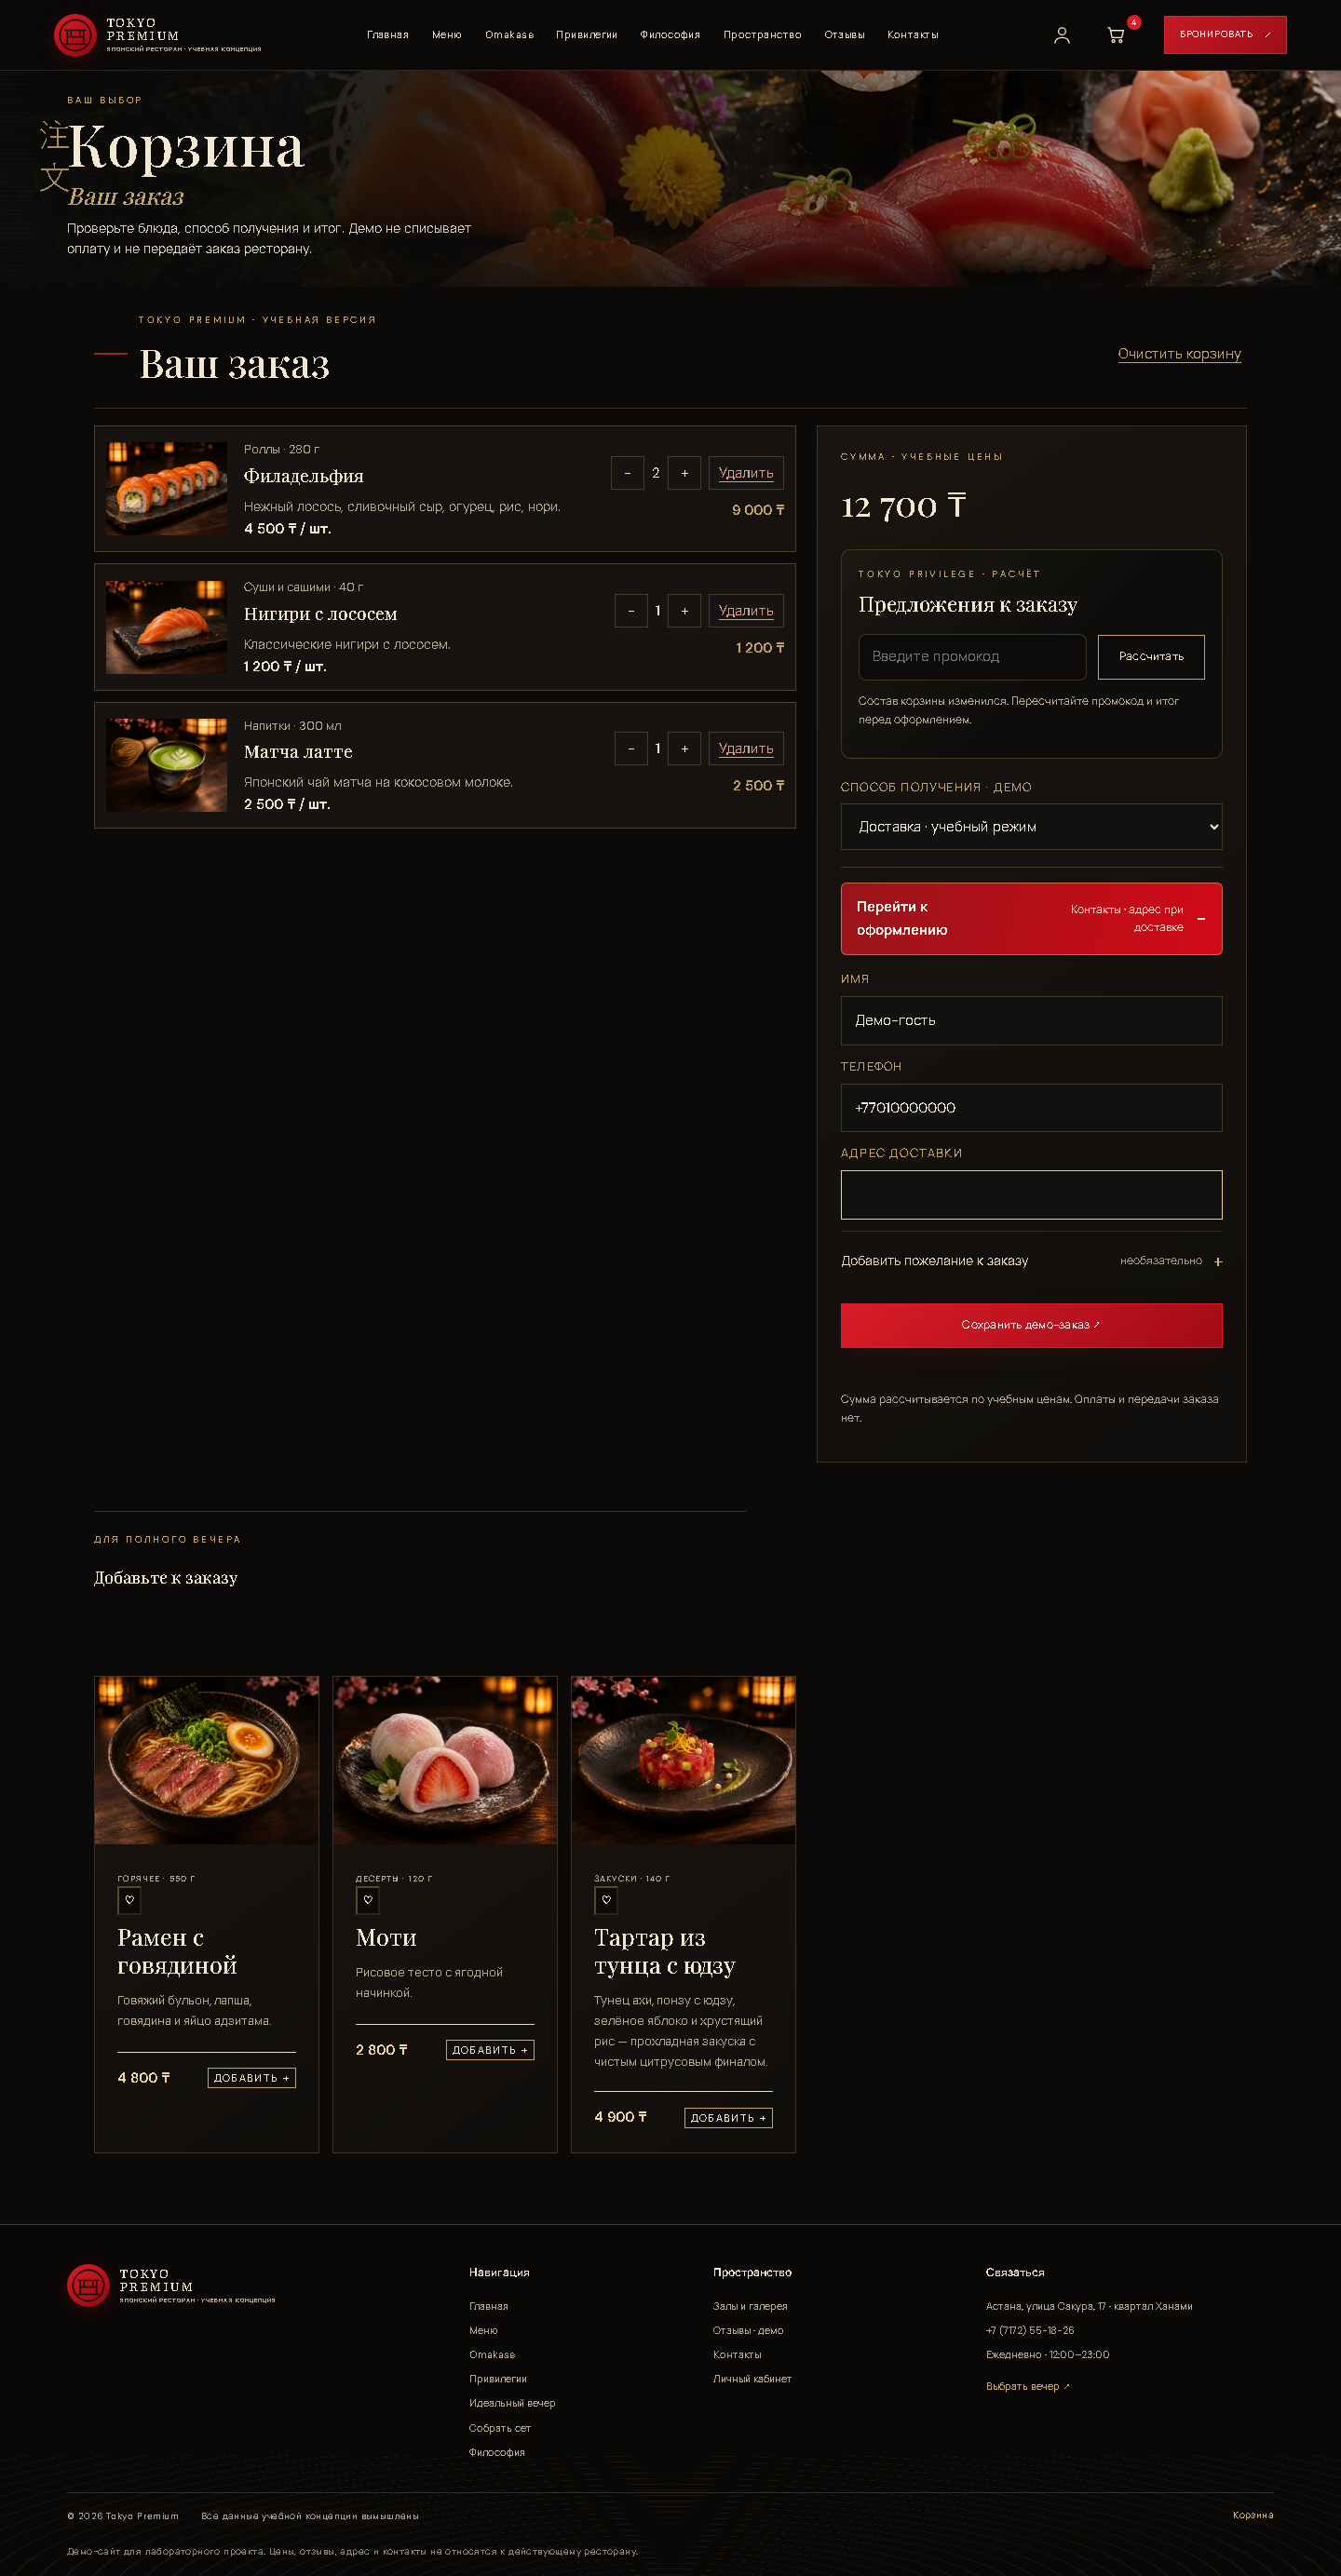 TOKYO
PREMIUM
ЯПОНСКИЙ РЕСТОРАН · УЧЕБНАЯ КОНЦЕПЦИЯ
Главная
Меню
Omakase
Привилегии
Философия
Пространство
Отзывы
Контакты
4
БРОНИРОВАТЬ ↗
ВАШ ВЫБОР
注文
Корзина
Ваш заказ
Проверьте блюда, способ получения и итог. Демо не списывает
оплату и не передаёт заказ ресторану.
TOKYO PREMIUM · УЧЕБНАЯ ВЕРСИЯ
Ваш заказ
Очистить корзину
Роллы · 280 г
Филадельфия
Нежный лосось, сливочный сыр, огурец, рис, нори.
4 500 ₸ / шт.
− 2 + Удалить
9 000 ₸
Суши и сашими · 40 г
Нигири с лососем
Классические нигири с лососем.
1 200 ₸ / шт.
− 1 + Удалить
1 200 ₸
Напитки · 300 мл
Матча латте
Японский чай матча на кокосовом молоке.
2 500 ₸ / шт.
− 1 + Удалить
2 500 ₸
СУММА · УЧЕБНЫЕ ЦЕНЫ
12 700 ₸
TOKYO PRIVILEGE · РАСЧЁТ
Предложения к заказу
Введите промокод
Рассчитать
Состав корзины изменился. Пересчитайте промокод и итог
перед оформлением.
СПОСОБ ПОЛУЧЕНИЯ · ДЕМО
Доставка · учебный режим
Перейти к
оформлению
Контакты · адрес при
доставке
−
ИМЯ
Демо-гость
ТЕЛЕФОН
+77010000000
АДРЕС ДОСТАВКИ
Добавить пожелание к заказу
необязательно +
Сохранить демо-заказ ↗
Сумма рассчитывается по учебным ценам. Оплаты и передачи заказа
нет.
ДЛЯ ПОЛНОГО ВЕЧЕРА
Добавьте к заказу
ГОРЯЧЕЕ · 550 Г
♡
Рамен с
говядиной
Говяжий бульон, лапша,
говядина и яйцо адзитама.
4 800 ₸
ДОБАВИТЬ +
ДЕСЕРТЫ · 120 Г
♡
Моти
Рисовое тесто с ягодной
начинкой.
2 800 ₸
ДОБАВИТЬ +
ЗАКУСКИ · 140 Г
♡
Тартар из
тунца с юдзу
Тунец ахи, понзу с юдзу,
зелёное яблоко и хрустящий
рис — прохладная закуска с
чистым цитрусовым финалом.
4 900 ₸
ДОБАВИТЬ +
TOKYO
PREMIUM
ЯПОНСКИЙ РЕСТОРАН · УЧЕБНАЯ КОНЦЕПЦИЯ
Навигация
Главная
Меню
Omakase
Привилегии
Идеальный вечер
Собрать сет
Философия
Пространство
Залы и галерея
Отзывы · демо
Контакты
Личный кабинет
Связаться
Астана, улица Сакура, 17 · квартал Ханами
+7 (7172) 55-18-26
Ежедневно · 12:00–23:00
Выбрать вечер ↗
© 2026 Tokyo Premium
Все данные учебной концепции вымышлены
Корзина
Демо-сайт для лабораторного проекта. Цены, отзывы, адрес и контакты не относятся к действующему ресторану.